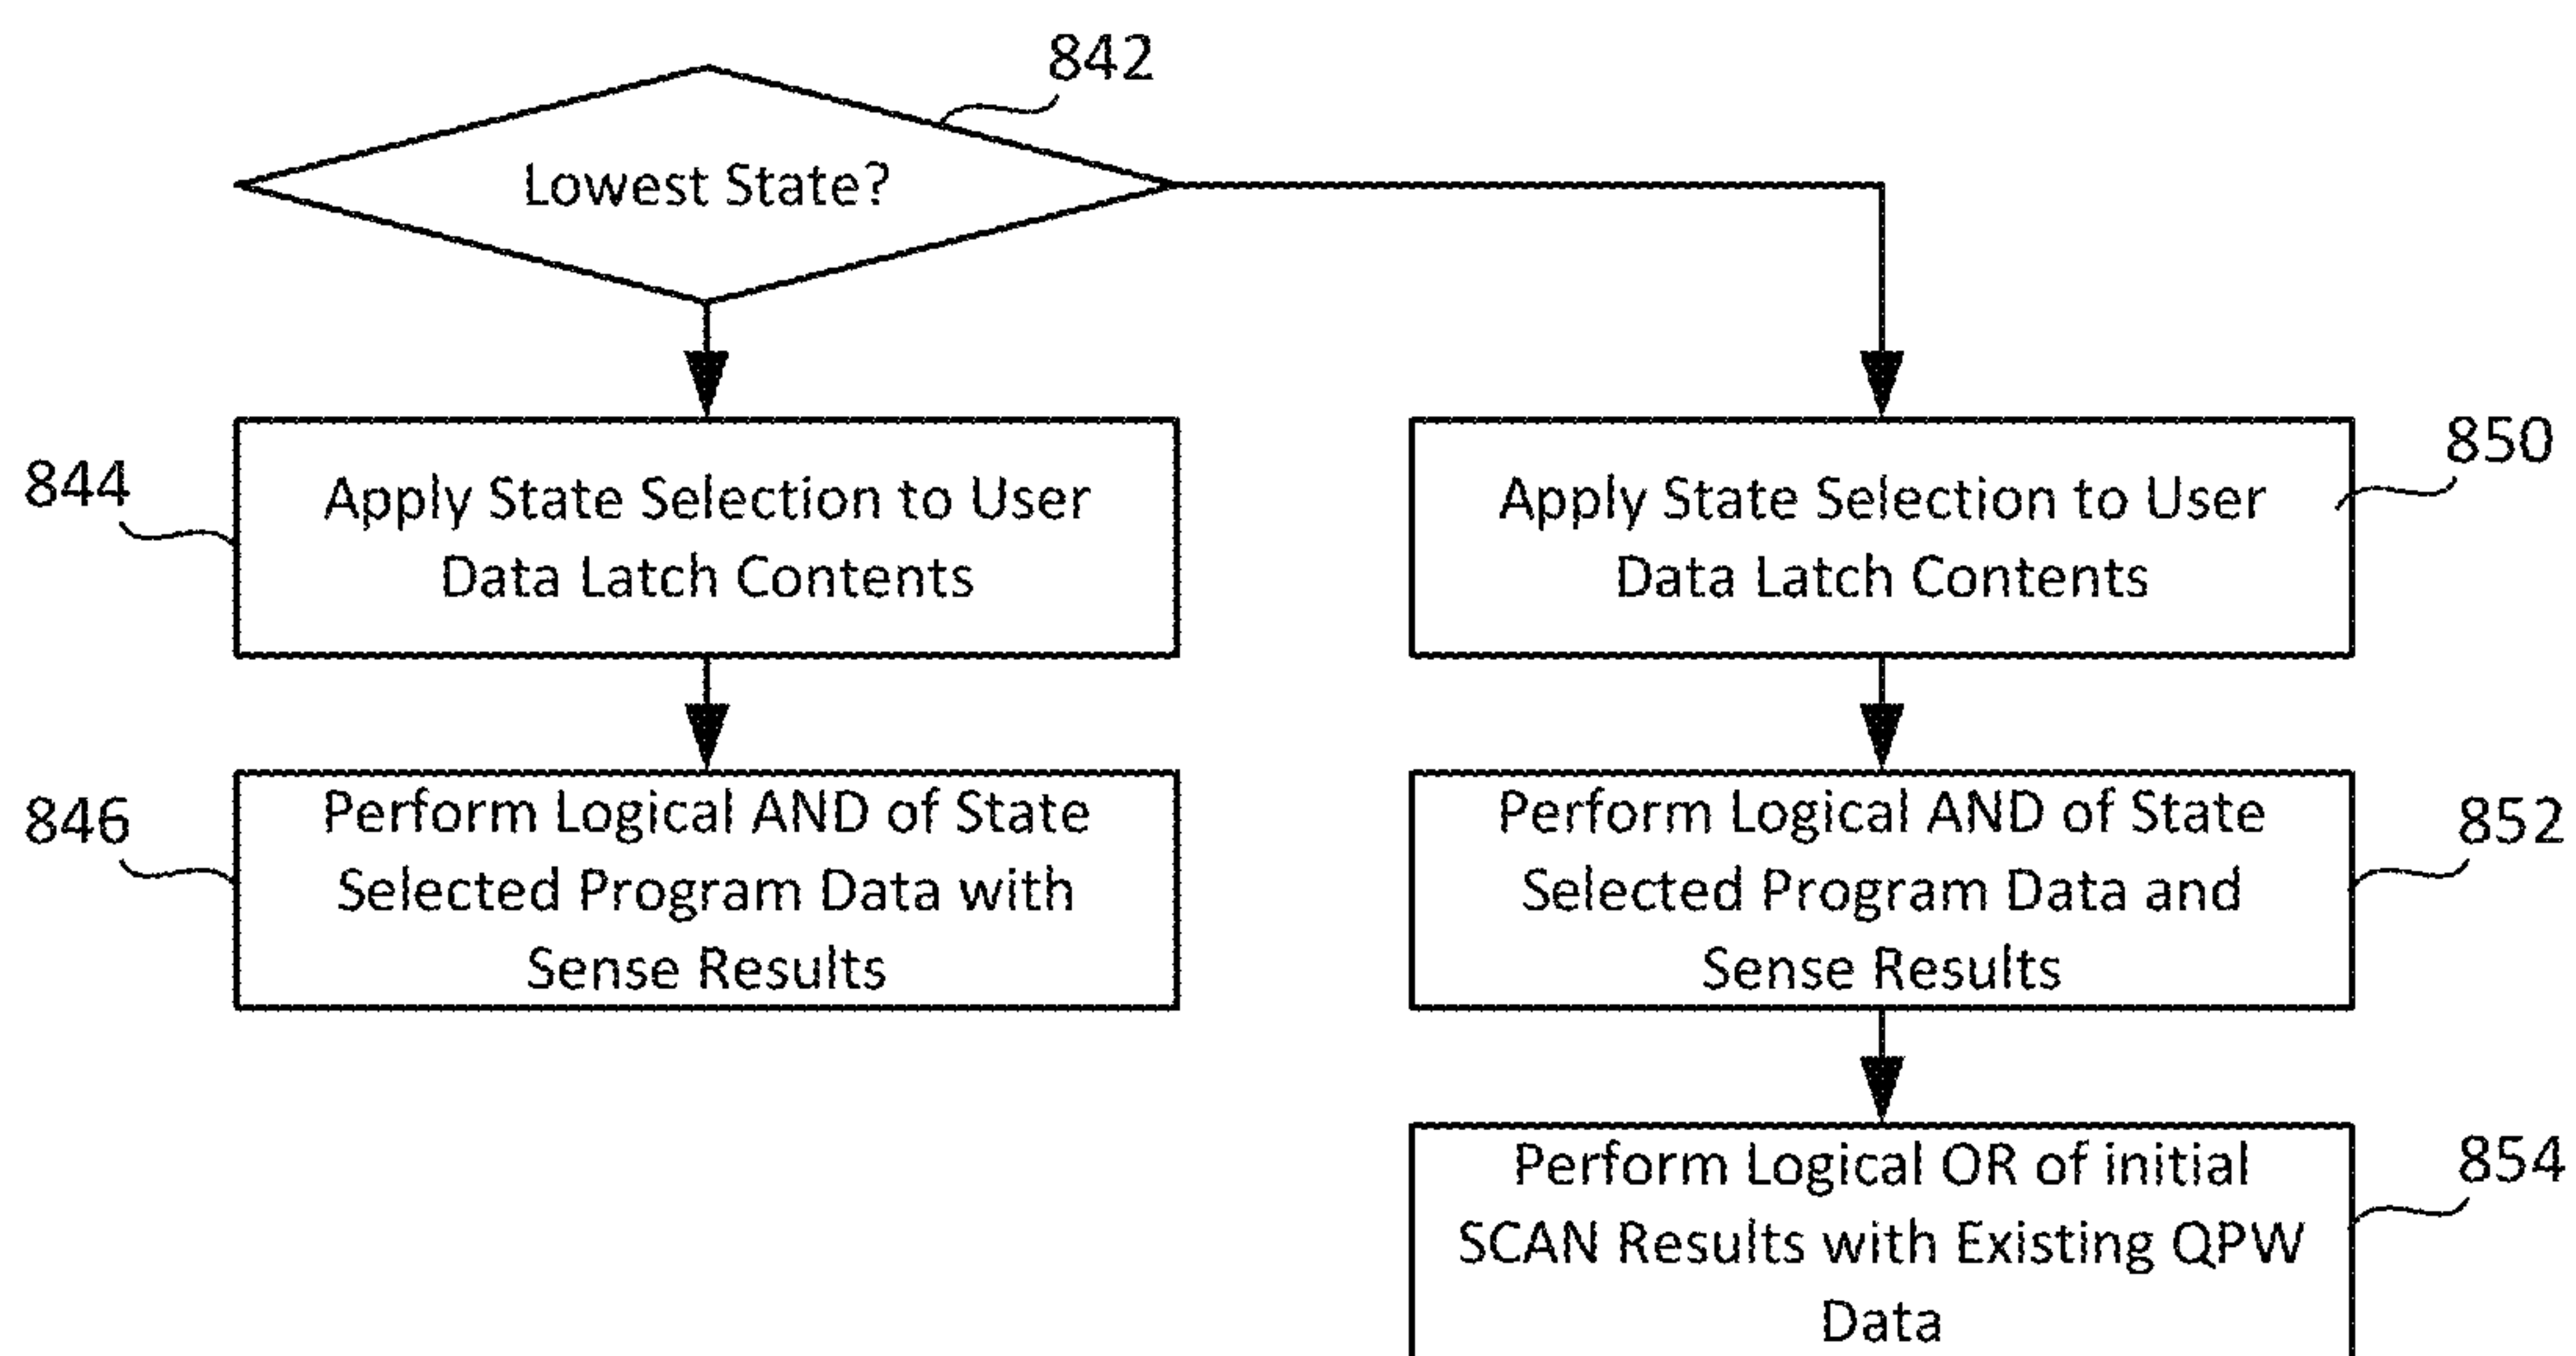 842
Lowest State?
844
Apply State Selection to User
Data Latch Contents
850
Apply State Selection to User
Data Latch Contents
846
Perform Logical AND of State
Selected Program Data with
Sense Results
852
Perform Logical AND of State
Selected Program Data and
Sense Results
854
Perform Logical OR of initial
SCAN Results with Existing QPW
Data